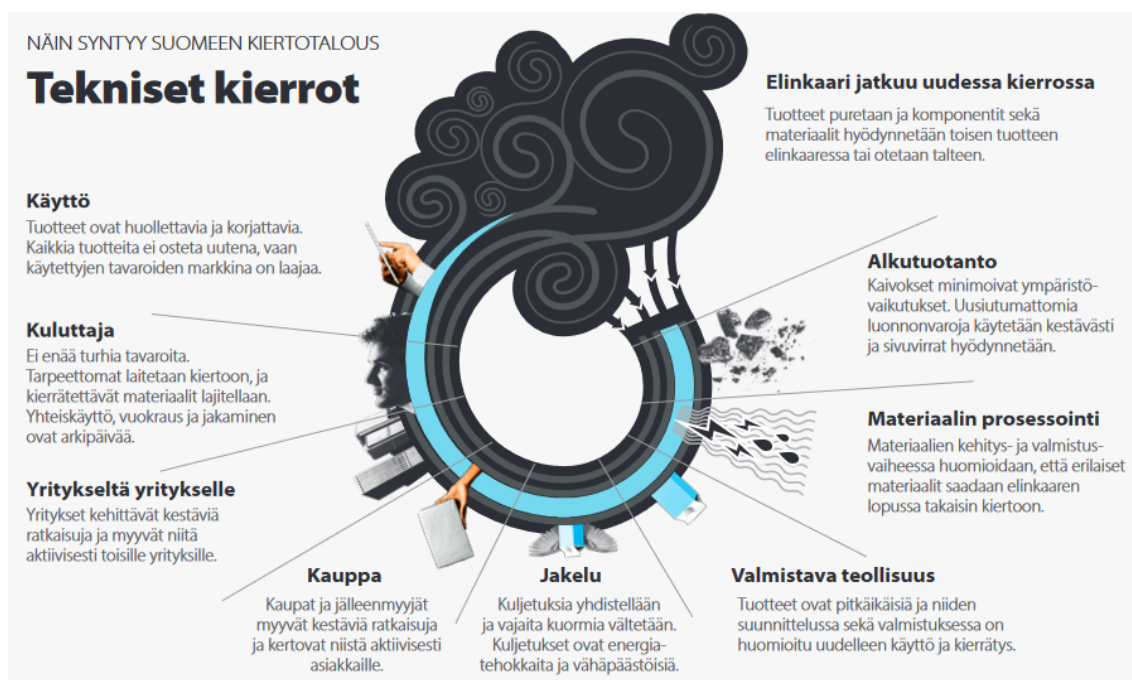 NÄIN SYNTYY SUOMEEN KIERTOTALOUS
Tekniset kierrot
Elinkaari jatkuu uudessa kierrossa
Tuotteet puretaan ja komponentit sekä
materiaalit hyödynnetään toisen tuotteen
elinkaaressa tai otetaan talteen.
Alkutuotanto
Kaivokset minimoivat ympäristö-
vaikutukset. Uusiutumattomia
luonnonvaroja käytetään kestävästi
ja sivuvirrat hyödynnetään.
Materiaalin prosessointi
Materiaalien kehitys- ja valmistus-
vaiheessa huomioidaan, että erilaiset
materiaalit saadaan elinkaaren
lopussa takaisin kiertoon.
Valmistava teollisuus
Tuotteet ovat pitkäikäisiä ja niiden
suunnittelussa sekä valmistuksessa on
huomioitu uudelleen käyttö ja kierrätys.
Jakelu
Kuljetuksia yhdistellään
ja vajaita kuormia vältetään.
Kuljetukset ovat energia-
tehokkaita ja vähäpäästöisiä.
Kauppa
Kaupat ja jälleenmyyjät
myyvät kestäviä ratkaisuja
ja kertovat niistä aktiivisesti
asiakkaille.
Yritykseltä yritykselle
Yritykset kehittävät kestäviä
ratkaisuja ja myyvät niitä
aktiivisesti toisille yrityksille.
Kuluttaja
Ei enää turhia tavaroita.
Tarpeettomat laitetaan kiertoon, ja
kierrätettävät materiaalit lajitellaan.
Yhteiskäyttö, vuokraus ja jakaminen
ovat arkipäivää.
Käyttö
Tuotteet ovat huollettavia ja korjattavia.
Kaikkia tuotteita ei osteta uutena, vaan
käytettyjen tavaroiden markkina on laajaa.